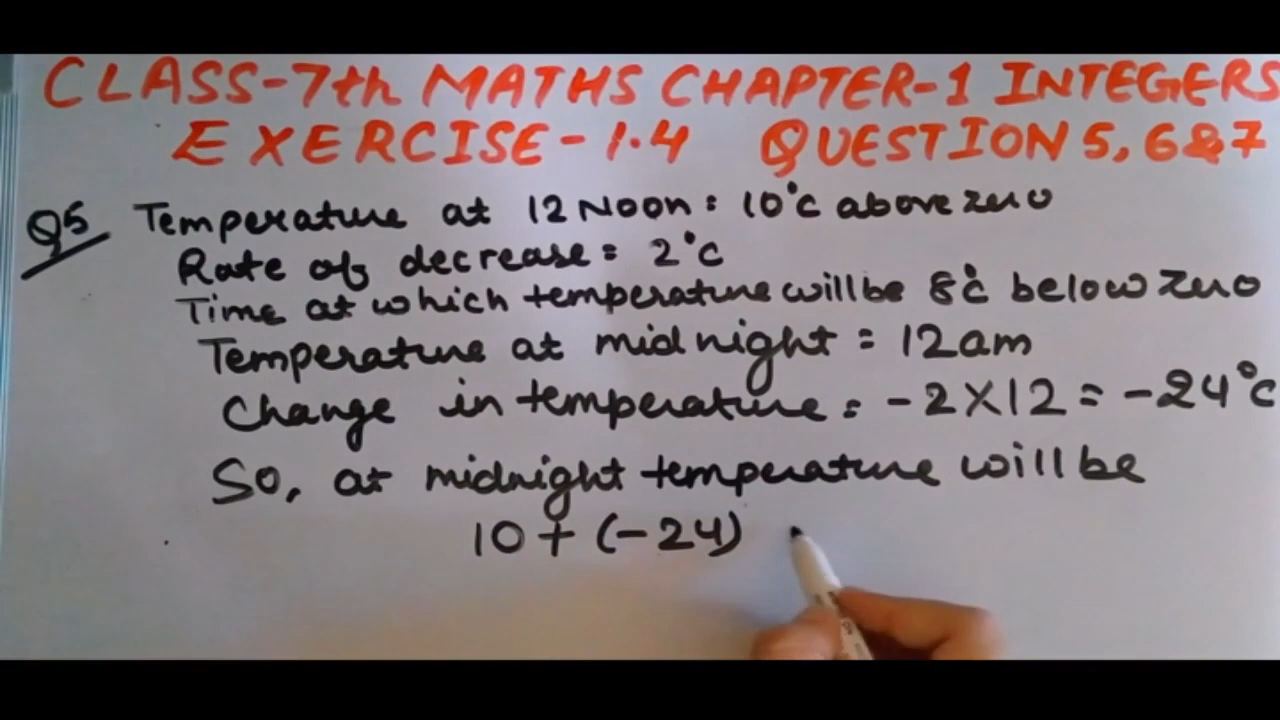 CLASS-7th MATHS CHAPTER-1 INTEGERS
EXERCISE-1.4 QUESTION 5, 6&7
Q5 Temperature at 12 Noon = 10°C above zero
Rate of decrease = 2°C
Time at which temperature will be 8°C below zero
Temperature at midnight = 12am
Change in temperature = -2X12 = -24°C
So, at midnight temperature will be
10 + (-24)